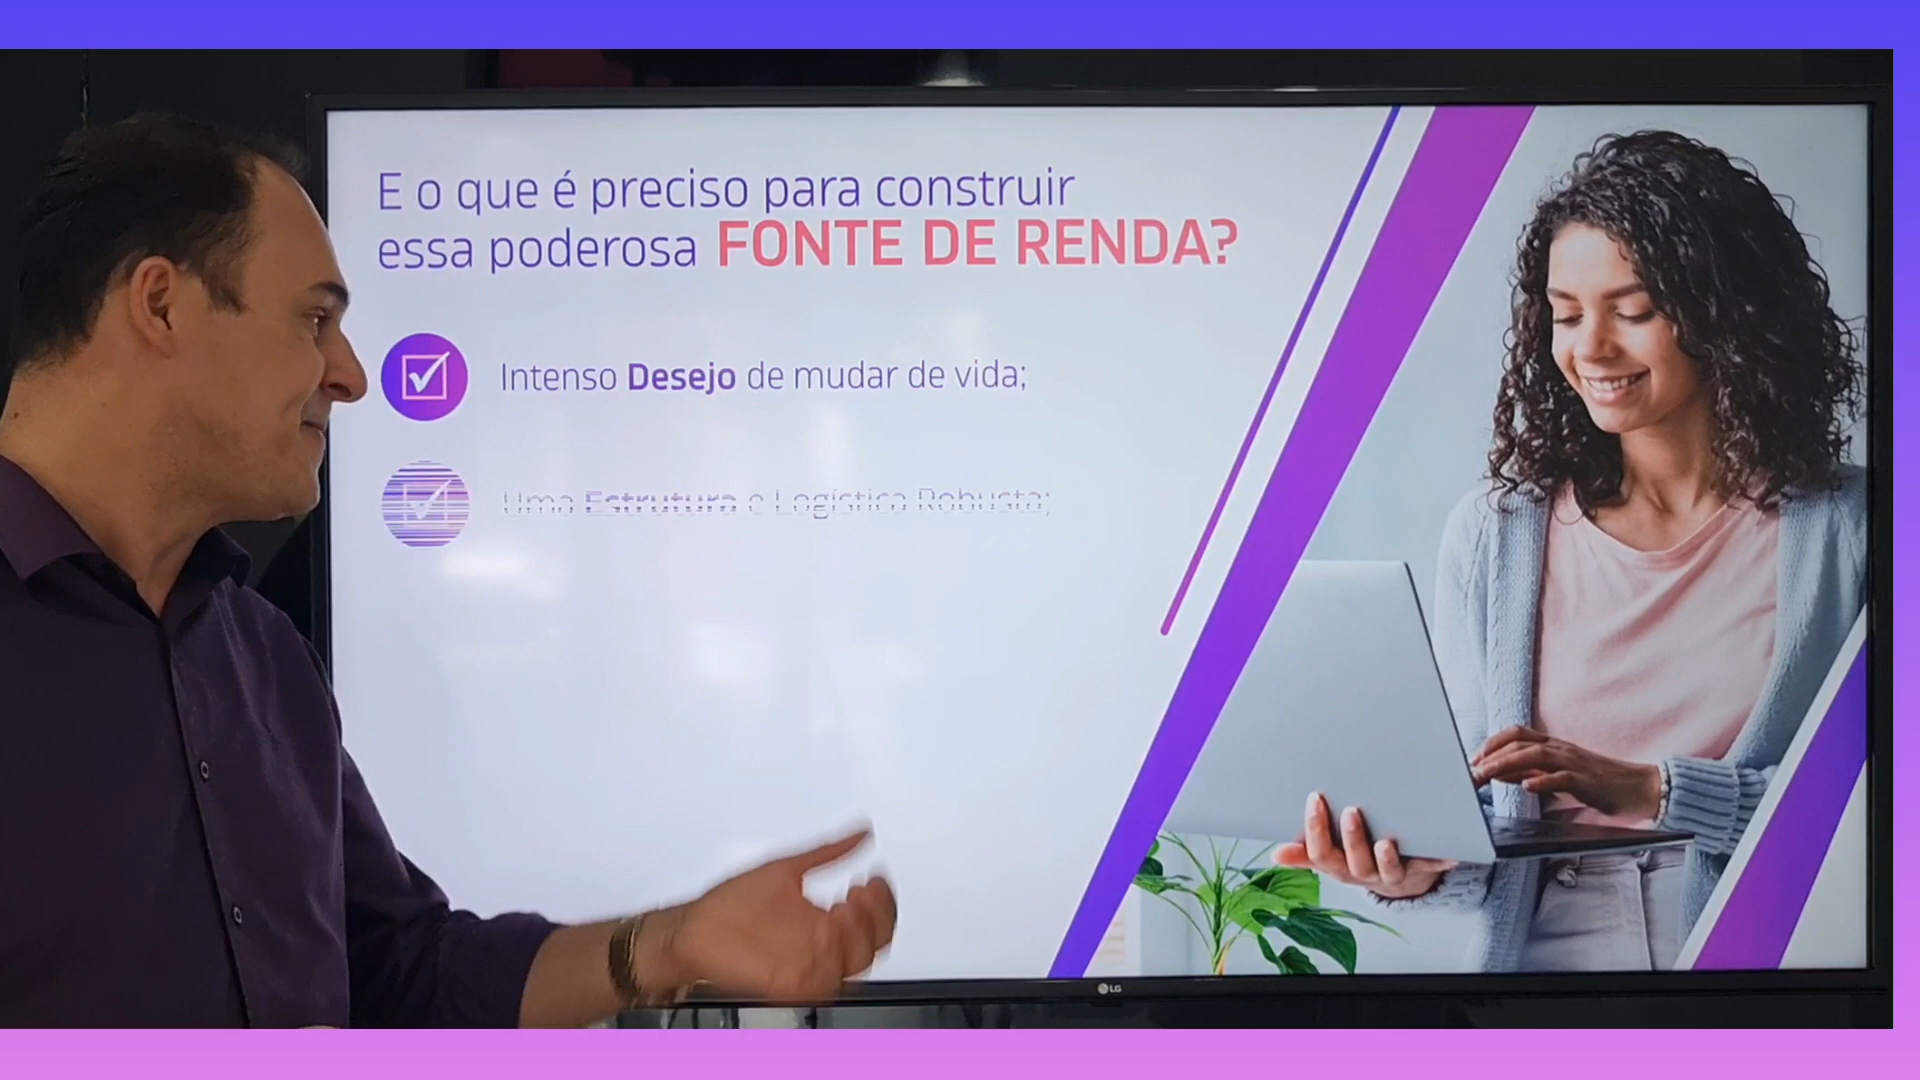 E o que é preciso para construir
essa poderosa FONTE DE RENDA?
Intenso Desejo de mudar de vida;
Uma Estrutura e Logística Robusta;
LG